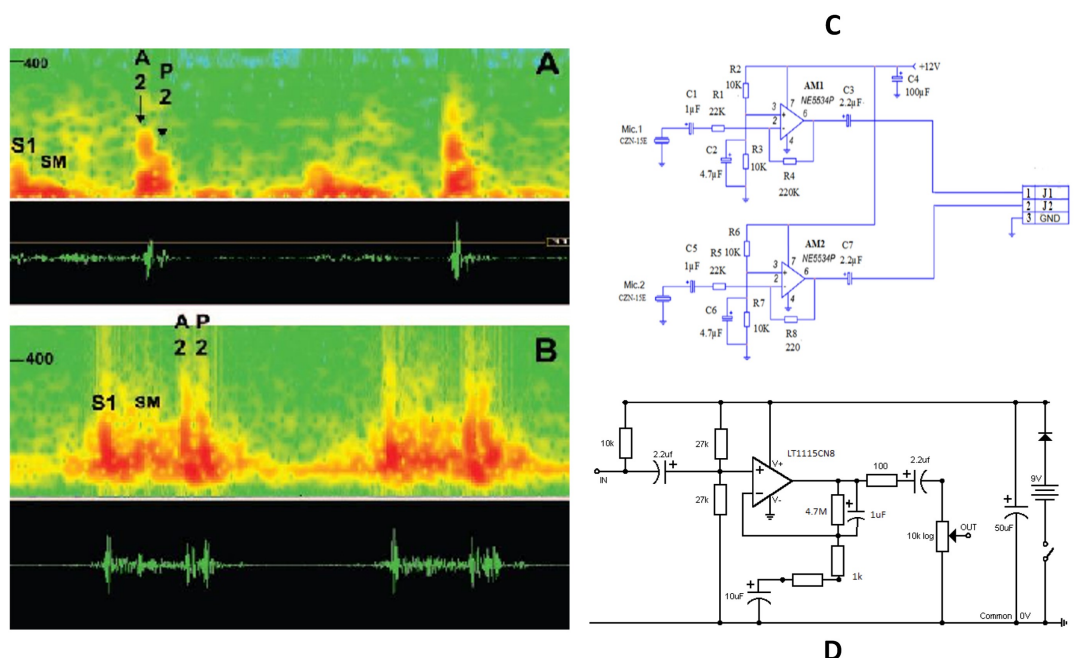 A
400
A
2
P
2
S1
SM
B
400
A P
2 2
S1
SM
C
+12V
R2
10K
C4
100µF
AM1
NE5534P
C1
1µF
R1
22K
C3
2.2µF
3
2
7
6
4
Mic.1
CZN-15E
C2
4.7µF
R3
10K
R4
220K
1 J1
2 J2
3 GND
R6
10K
AM2
NE5534P
C5
1µF
R5
22K
C7
2.2µF
3
2
7
6
4
Mic.2
CZN-15E
C6
4.7µF
R7
10K
R8
220
10k
27k
LT1115CN8
2.2uf
V+
V-
IN
27k
100
2.2uf
4.7M
1uF
9V
50uF
10k log
OUT
1k
10uF
Common 0V
D